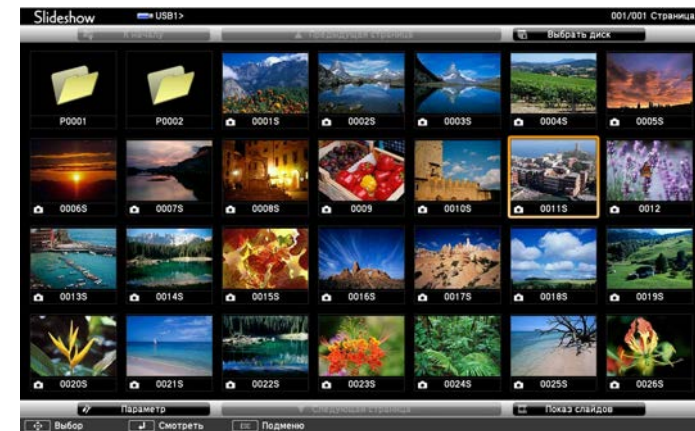 Slideshow USB1> 001/001 Страница
К началу Предыдущая страница Выбрать диск
P0001 P0002 0001S 0002S 0003S 0004S 0005S
0006S 0007S 0008S 0009 0010S 0011S 0012
0013S 0014S 0015S 0016S 0017S 0018S 0019S
0020S 0021S 0022S 0023S 0024S 0025S 0026S
Параметр Следующая страница Показ слайдов
Выбор Смотреть Esc Подменю